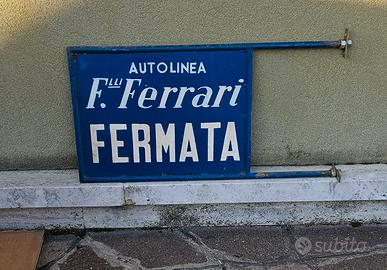 AUTOLINEA
F.lli Ferrari
FERMATA
subito